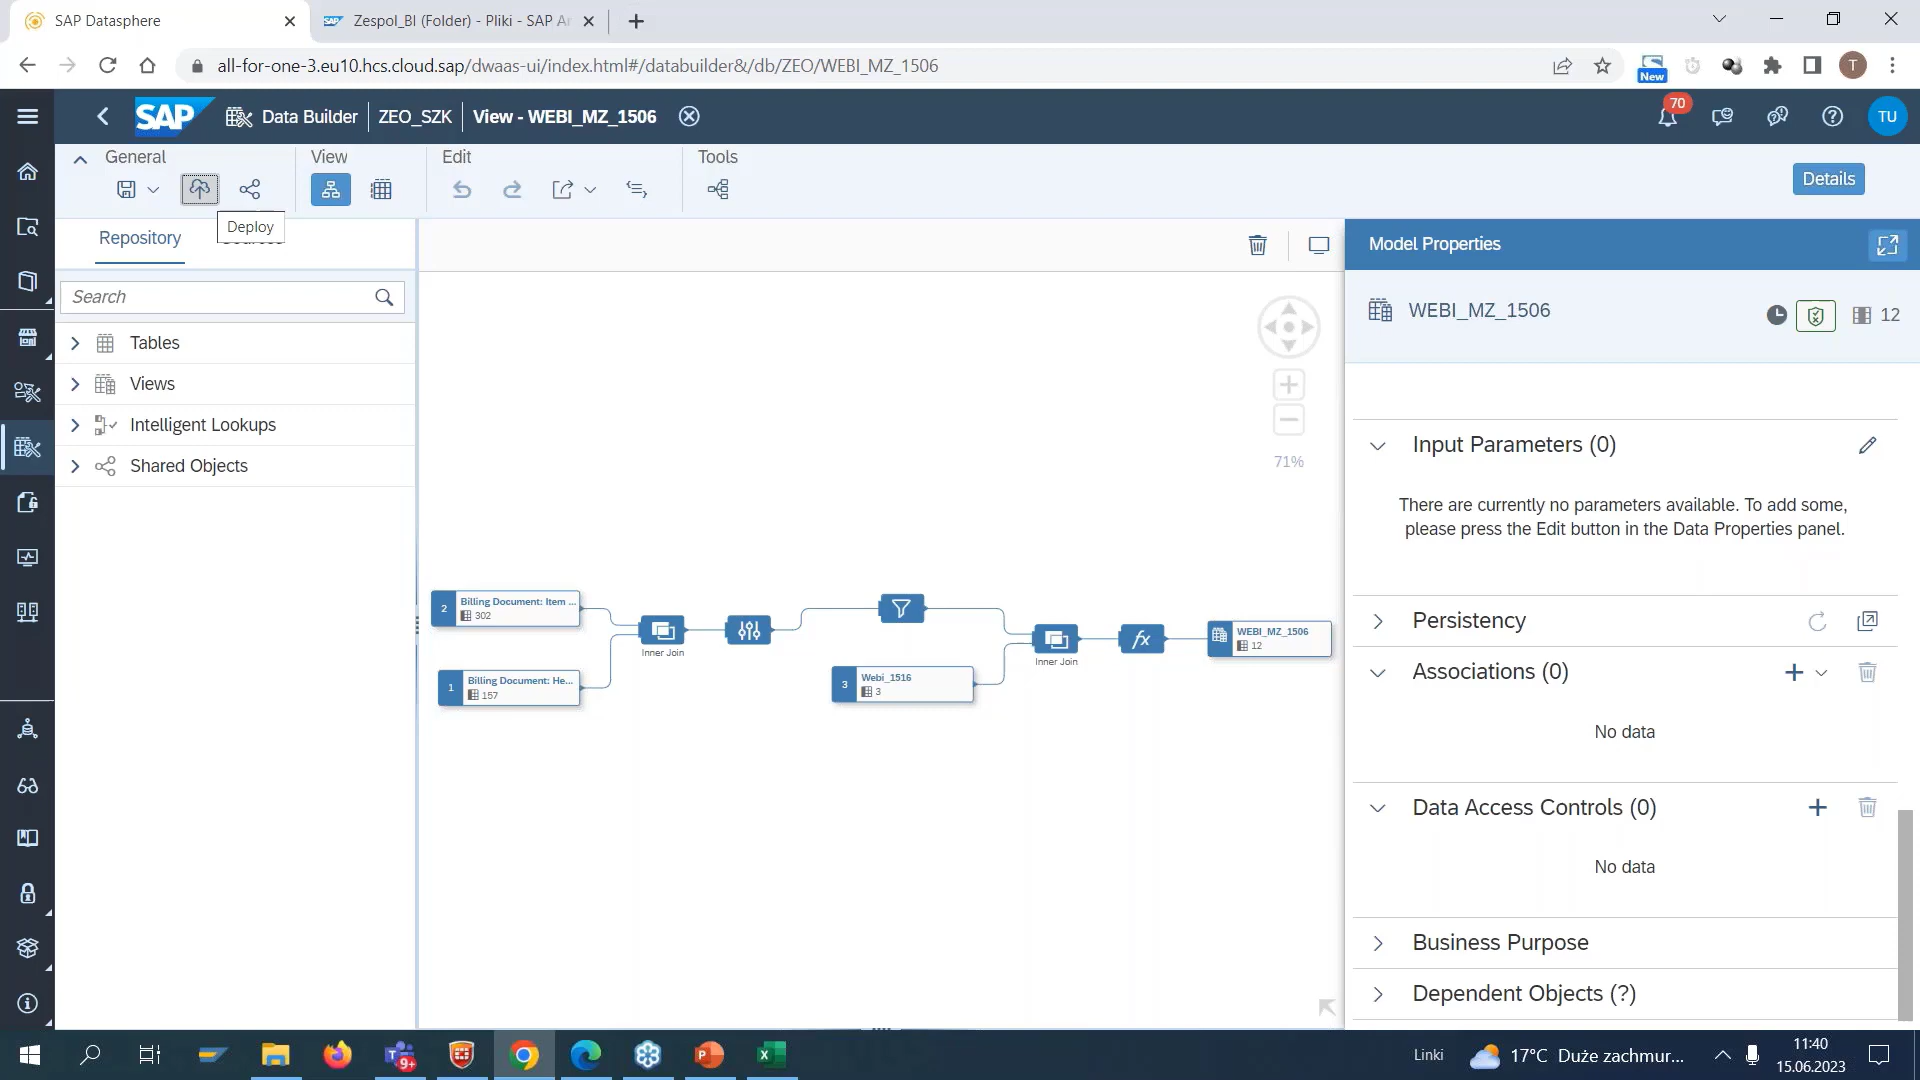 SAP Datasphere
SAP Zespol_BI (Folder) - Pliki - SAP A
all-for-one-3.eu10.hcs.cloud.sap/dwaas-ui/index.html#/databuilder&/db/ZEO/WEBI_MZ_1506
New
T
SAP Data Builder ZEO_SZK View - WEBI_MZ_1506
70
TU
General View Edit Tools
Details
Deploy
Repository
Model Properties
Search
WEBI_MZ_1506
12
Tables
Views
Intelligent Lookups
Shared Objects
71%
Input Parameters (0)
There are currently no parameters available. To add some,
please press the Edit button in the Data Properties panel.
2 Billing Document: Item ...
302
Inner Join
1 Billing Document: He...
157
3 Webi_1516
3
Inner Join
fx
WEBI_MZ_1506
12
Persistency
Associations (0)
No data
Data Access Controls (0)
No data
Business Purpose
Dependent Objects (?)
9+
Linki
17°C Duże zachmur...
11:40
15.06.2023